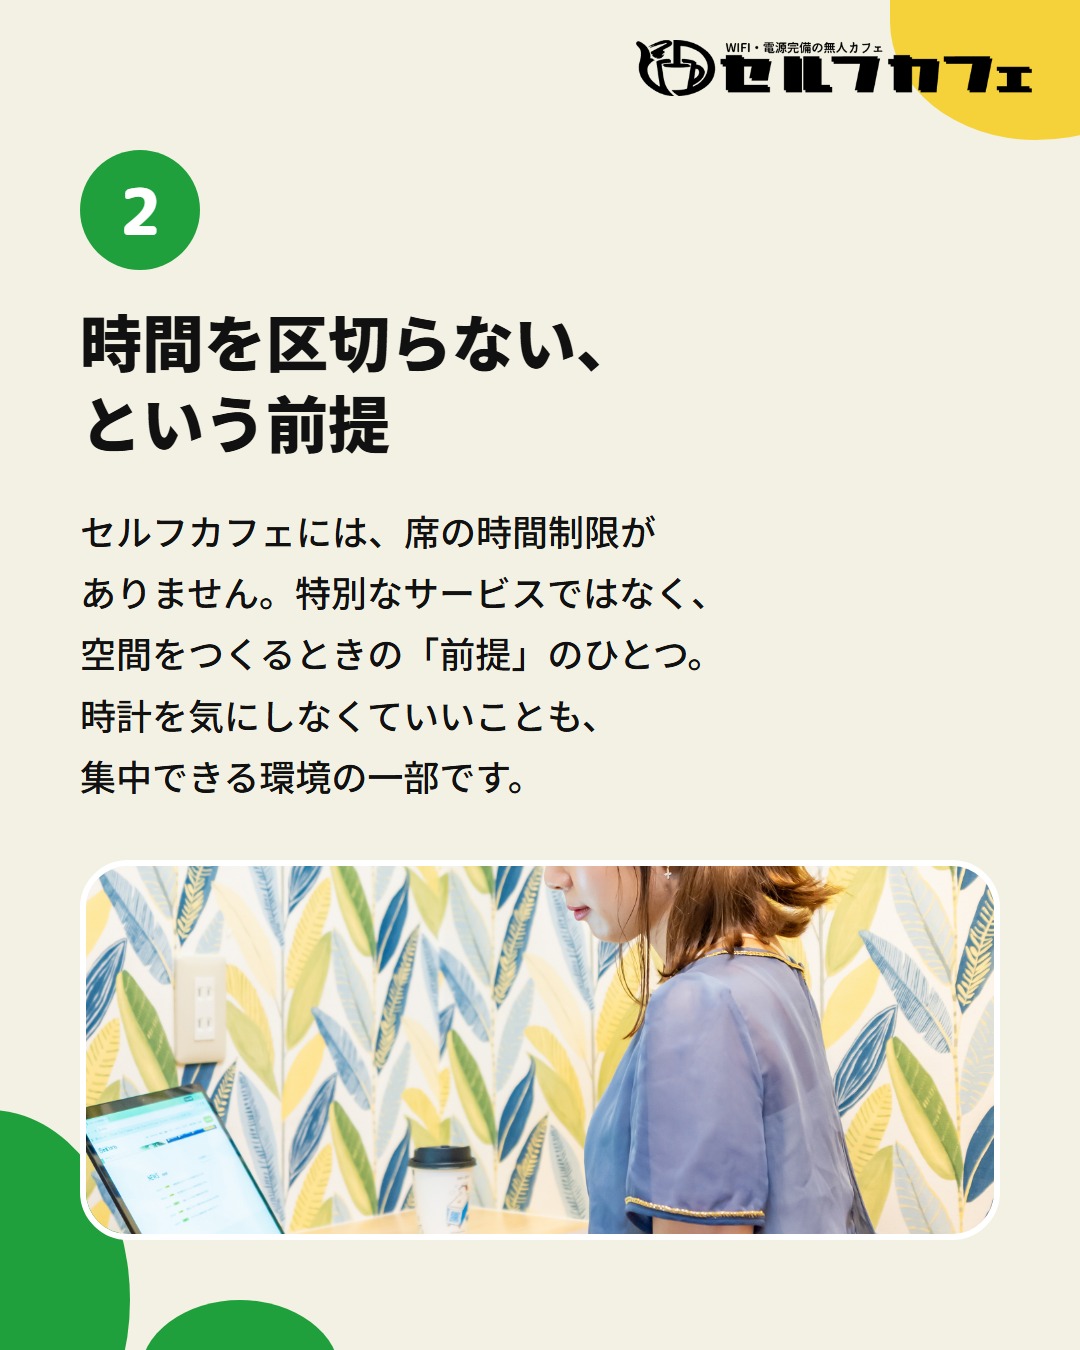 WIFI・電源完備の無人カフェ
セルフカフェ
2
時間を区切らない、
という前提
セルフカフェには、席の時間制限が
ありません。特別なサービスではなく、
空間をつくるときの「前提」のひとつ。
時計を気にしなくていいことも、
集中できる環境の一部です。